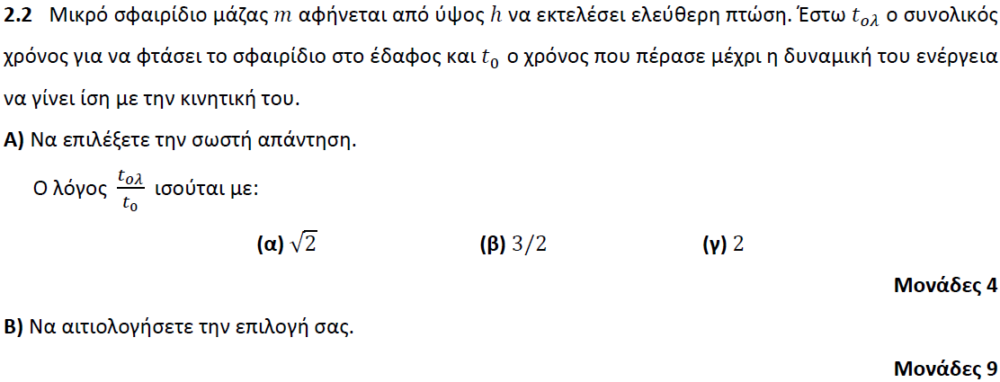 2.2 Μικρό σφαιρίδιο μάζας m αφήνεται από ύψος h να εκτελέσει ελεύθερη πτώση. Έστω t_{ολ} ο συνολικός
χρόνος για να φτάσει το σφαιρίδιο στο έδαφος και t_0 ο χρόνος που πέρασε μέχρι η δυναμική του ενέργεια
να γίνει ίση με την κινητική του.
Α) Να επιλέξετε την σωστή απάντηση.
Ο λόγος \frac{t_{ολ}}{t_0} ισούται με:
(α) √2 (β) 3/2 (γ) 2
Μονάδες 4
Β) Να αιτιολογήσετε την επιλογή σας.
Μονάδες 9